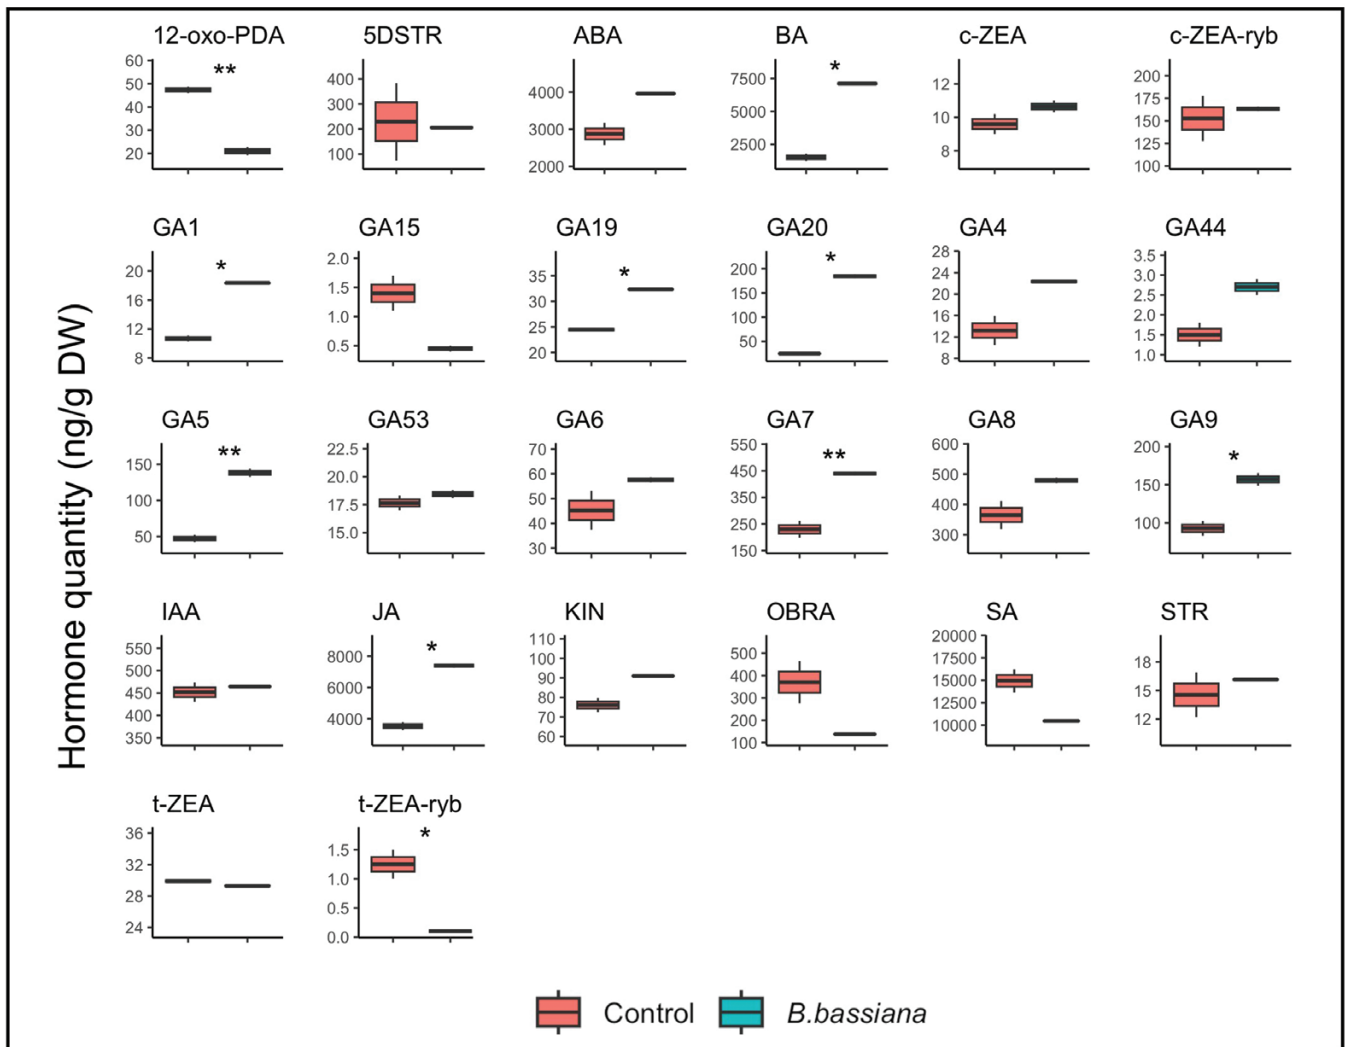 12-oxo-PDA 5DSTR ABA BA c-ZEA c-ZEA-ryb
60 50 40 30 20 ** 400 300 200 100 4000 3000 2000 7500 5000 2500 * 12 10 8 200 175 150 125 100
GA1 GA15 GA19 GA20 GA4 GA44
20 16 12 8 * 2.0 1.5 1.0 0.5 35 30 25 20 * 200 150 100 50 * 28 24 20 16 12 8 3.5 3.0 2.5 2.0 1.5 1.0
GA5 GA53 GA6 GA7 GA8 GA9
150 100 50 ** 22.5 20.0 17.5 15.0 70 60 50 40 30 550 450 350 250 150 ** 600 500 400 300 200 150 100 *
IAA JA KIN OBRA SA STR
550 500 450 400 350 8000 6000 4000 * 110 100 90 80 70 60 500 400 300 200 100 20000 17500 15000 12500 10000 18 15 12
t-ZEA t-ZEA-ryb
36 32 28 24 1.5 1.0 0.5 0.0 *
Hormone quantity (ng/g DW)
Control B.bassiana